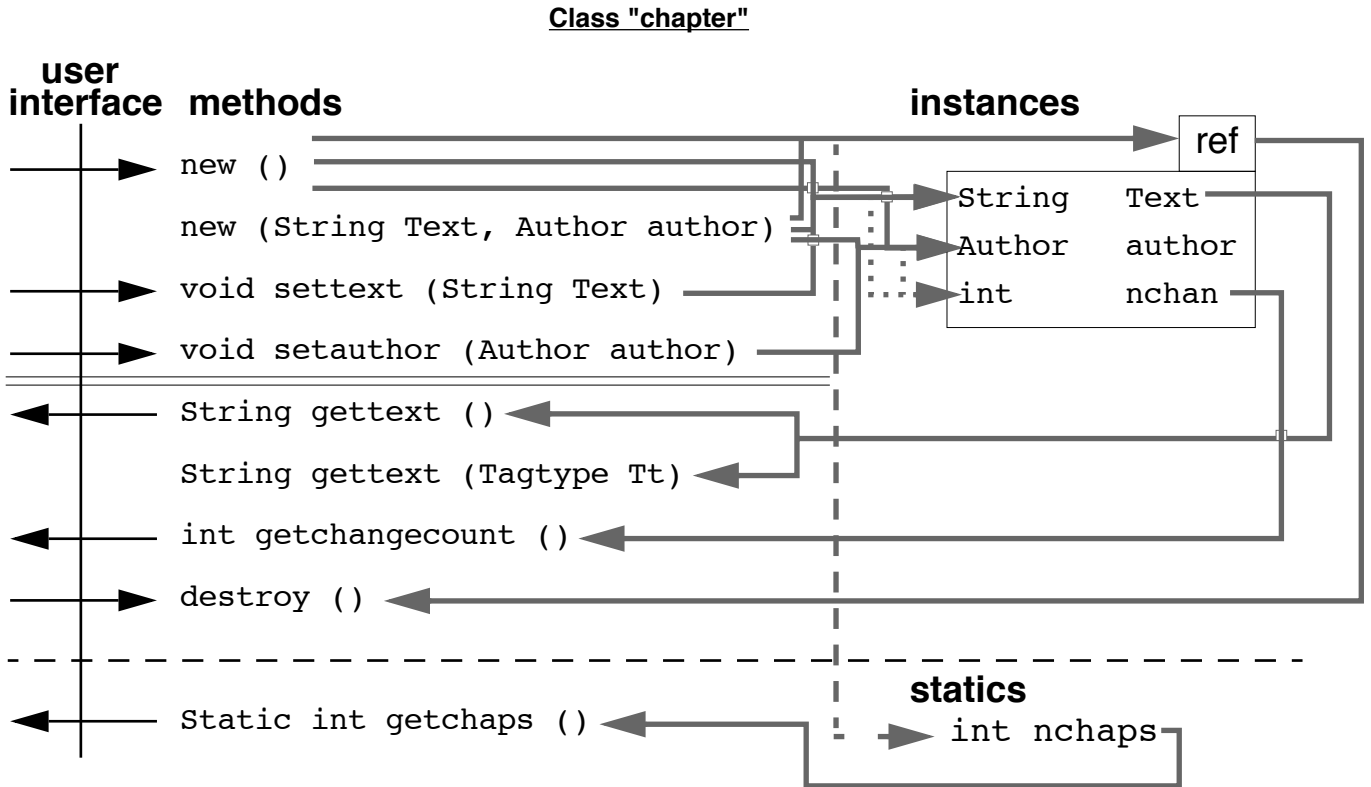 Class "chapter"
user
interface methods instances
ref
new ()
String Text
new (String Text, Author author)
Author author
void settext (String Text)
int nchan
void setauthor (Author author)
String gettext ()
String gettext (Tagtype Tt)
int getchangecount ()
destroy ()
statics
Static int getchaps ()
int nchaps